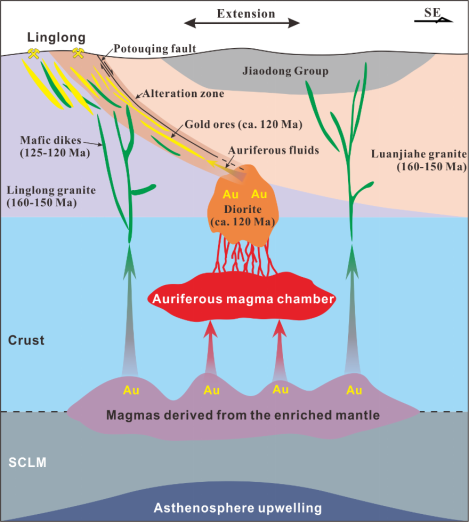 Extension
SE
Linglong
Potouqing fault
Jiaodong Group
Alteration zone
Gold ores (ca. 120 Ma)
Mafic dikes
(125-120 Ma)
Auriferous fluids
Luanjiahe granite
(160-150 Ma)
Linglong granite
(160-150 Ma)
Au Au
Diorite
(ca. 120 Ma)
Auriferous magma chamber
Crust
Au Au Au Au
Magmas derived from the enriched mantle
SCLM
Asthenosphere upwelling